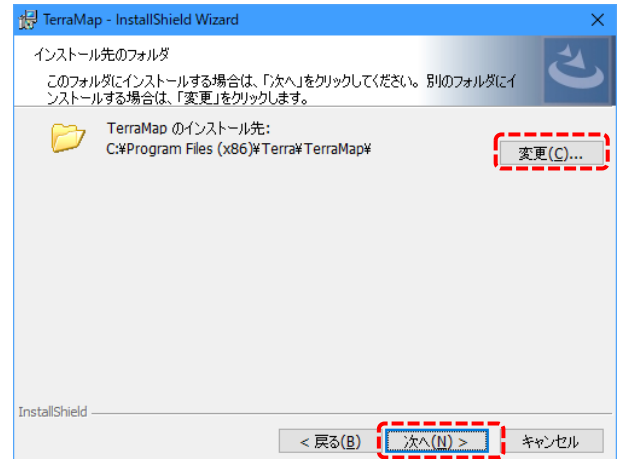 TerraMap - InstallShield Wizard
インストール先のフォルダ
このフォルダにインストールする場合は、「次へ」をクリックしてください。別のフォルダにイ
ンストールする場合は、「変更」をクリックします。
TerraMap のインストール先:
C:¥Program Files (x86)¥Terra¥TerraMap¥
変更(C)...
InstallShield
< 戻る(B)
次へ(N) >
キャンセル